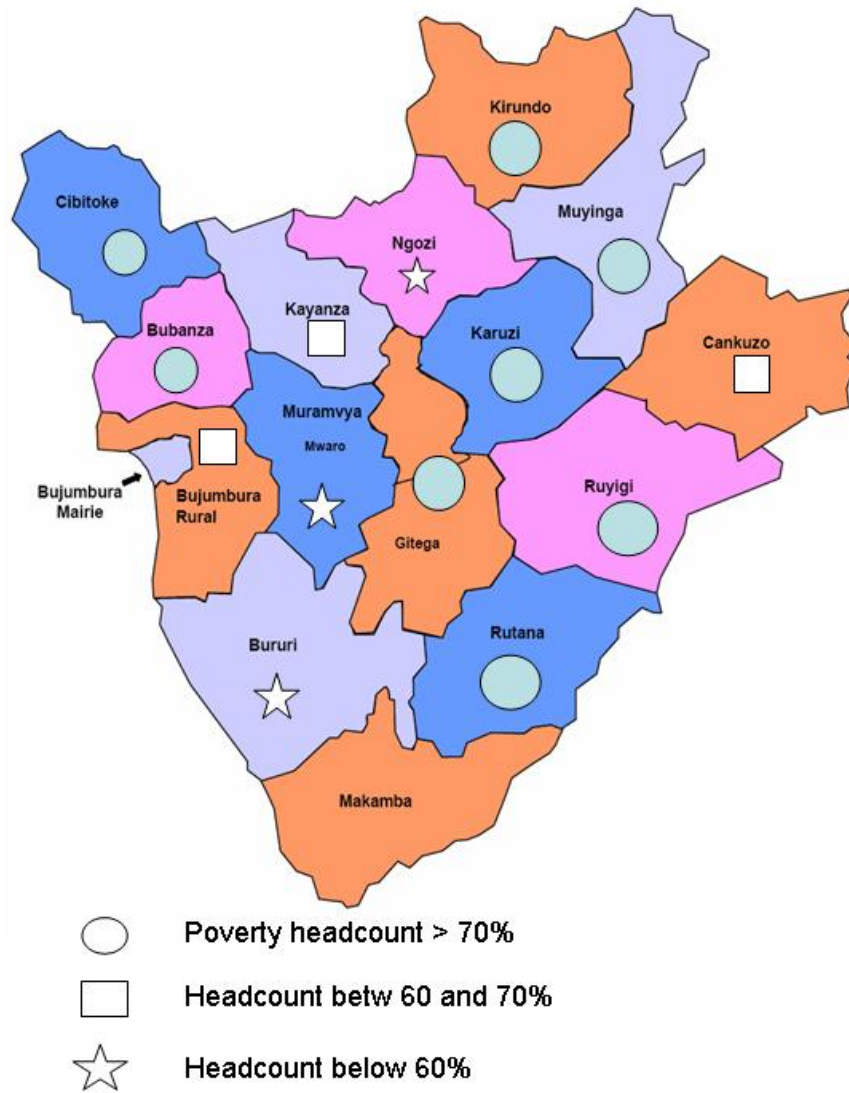 Kirundo
Cibitoke
Muyinga
Ngozi
Kayanza
Bubanza
Karuzi
Cankuzo
Muramvya
Mwaro
Bujumbura
Mairie
Bujumbura
Rural
Ruyigi
Gitega
Rutana
Bururi
Makamba
Poverty headcount > 70%
Headcount betw 60 and 70%
Headcount below 60%